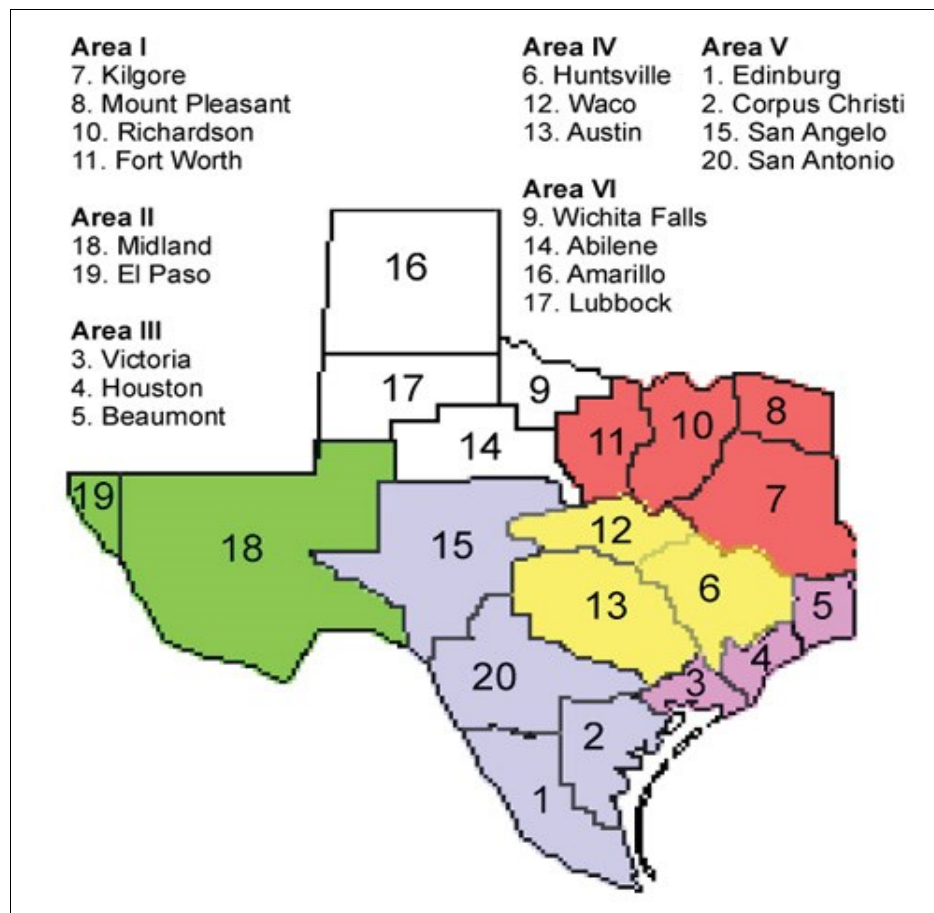 Area I
7. Kilgore
8. Mount Pleasant
10. Richardson
11. Fort Worth
Area II
18. Midland
19. El Paso
Area III
3. Victoria
4. Houston
5. Beaumont
Area IV
6. Huntsville
12. Waco
13. Austin
Area V
1. Edinburg
2. Corpus Christi
15. San Angelo
20. San Antonio
Area VI
9. Wichita Falls
14. Abilene
16. Amarillo
17. Lubbock
16
17
9
14
11
10
8
7
19
18
15
12
13
6
5
4
3
20
2
1